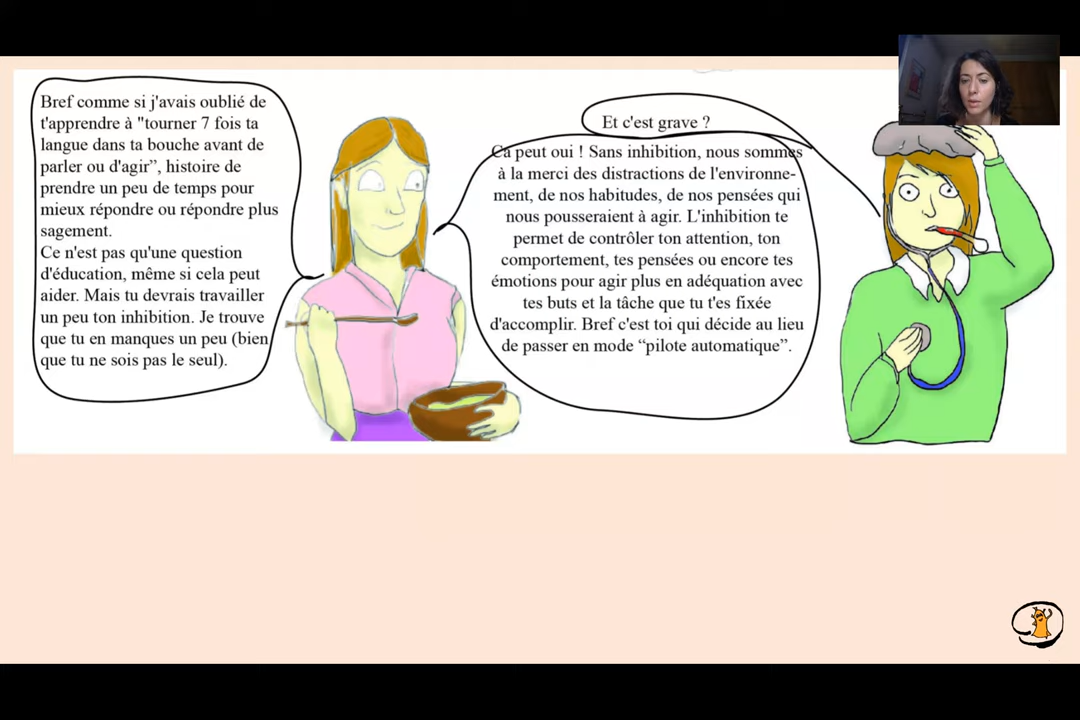 Bref comme si j'avais oublié de
t'apprendre à "tourner 7 fois ta
langue dans ta bouche avant de
parler ou d'agir”, histoire de
prendre un peu de temps pour
mieux répondre ou répondre plus
sagement.
Ce n'est pas qu'une question
d'éducation, même si cela peut
aider. Mais tu devrais travailler
un peu ton inhibition. Je trouve
que tu en manques un peu (bien
que tu ne sois pas le seul).
Et c'est grave ?
Ca peut oui ! Sans inhibition, nous sommes
à la merci des distractions de l'environne-
ment, de nos habitudes, de nos pensées qui
nous pousseraient à agir. L'inhibition te
permet de contrôler ton attention, ton
comportement, tes pensées ou encore tes
émotions pour agir plus en adéquation avec
tes buts et la tâche que tu t'es fixée
d'accomplir. Bref c'est toi qui décide au lieu
de passer en mode “pilote automatique”.